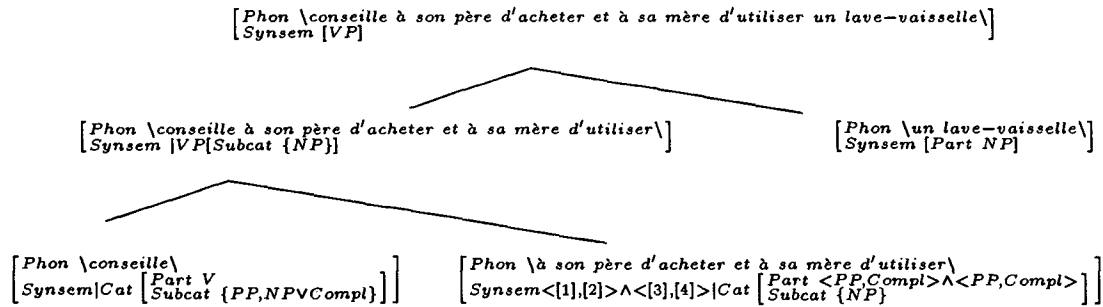 Phon \conseille à son père d'acheter et à sa mère d'utiliser un lave-vaisselle\
Synsem [VP]
Phon \conseille à son père d'acheter et à sa mère d'utiliser\
Synsem |VP[Subcat {NP}]
Phon \un lave-vaisselle\
Synsem [Part NP]
Phon \conseille\
Synsem|Cat [Part V
Subcat {PP,NP∨Compl}]
Phon \à son père d'acheter et à sa mère d'utiliser\
Synsem<[1],[2]>∧<[3],[4]>|Cat [Part <PP,Compl>∧<PP,Compl>
Subcat {NP}]